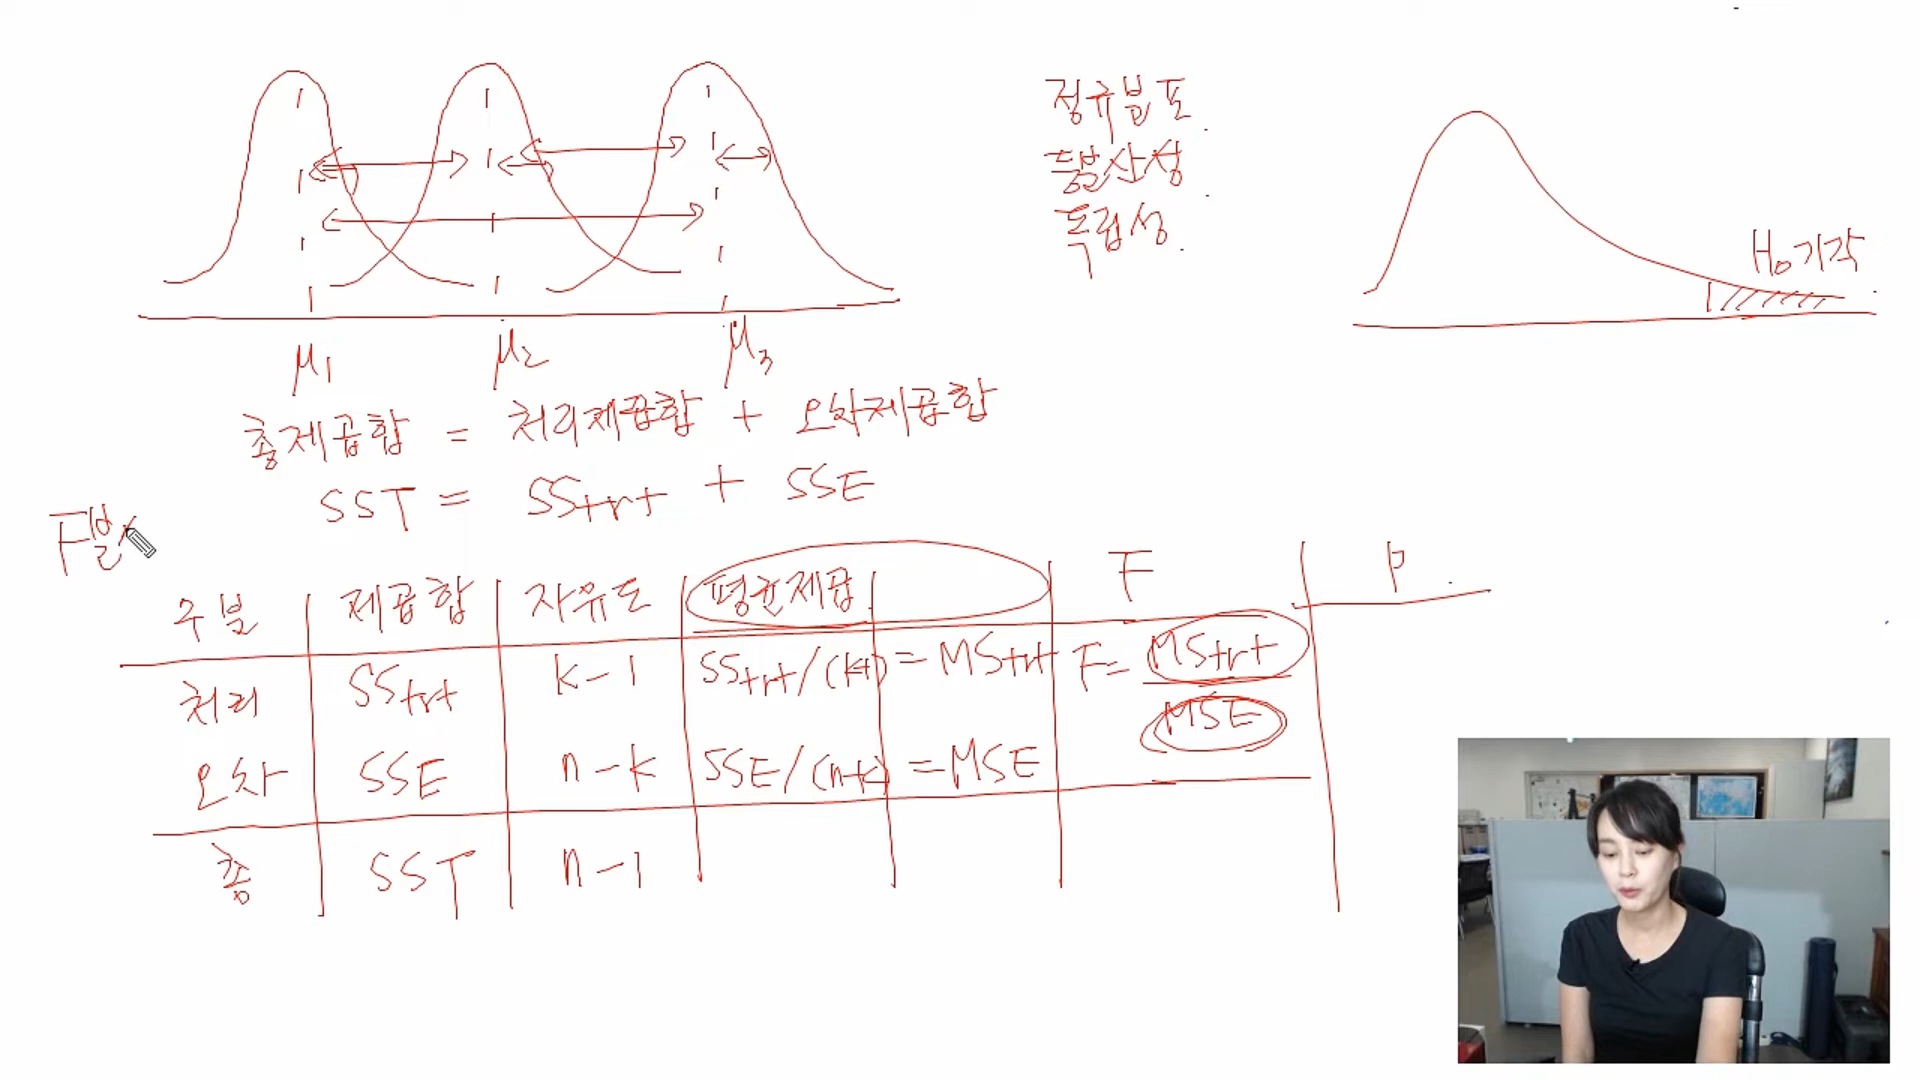 정규분포
등분산성
독립성
H₀ 기각
μ₁ μ₂ μ₃
총제곱합 = 처리제곱합 + 오차제곱합
SST = SStrt + SSE
F분
구분 제곱합 자유도 평균제곱 F P
처리 SStrt k-1 SStrt/(k-1) = MStrt F = MStrt/MSE
오차 SSE n-k SSE/(n-k) = MSE
총 SST n-1